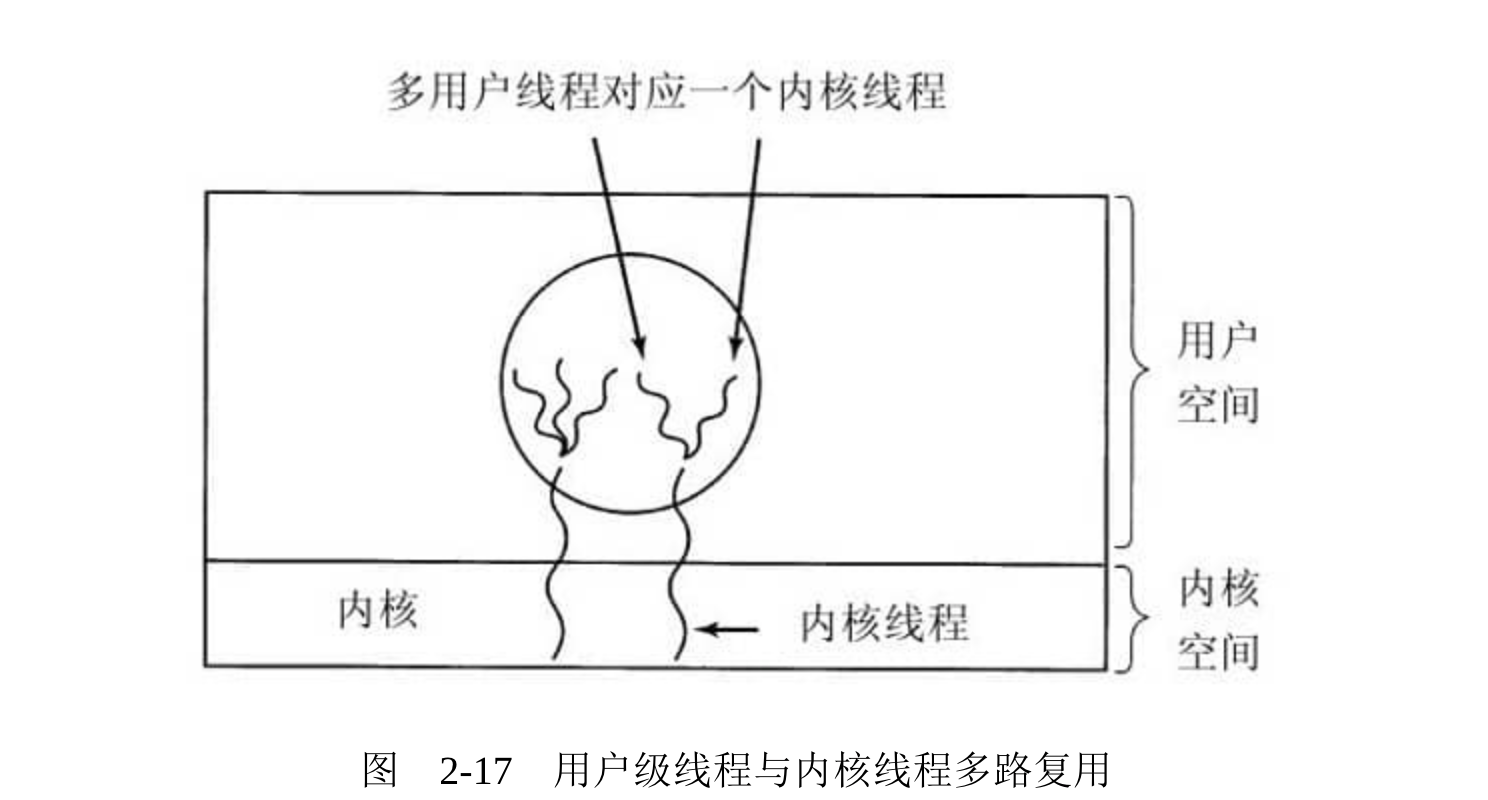 多用户线程对应一个内核线程
用户
空间
内核
内核线程
内核
空间
图 2-17 用户级线程与内核线程多路复用